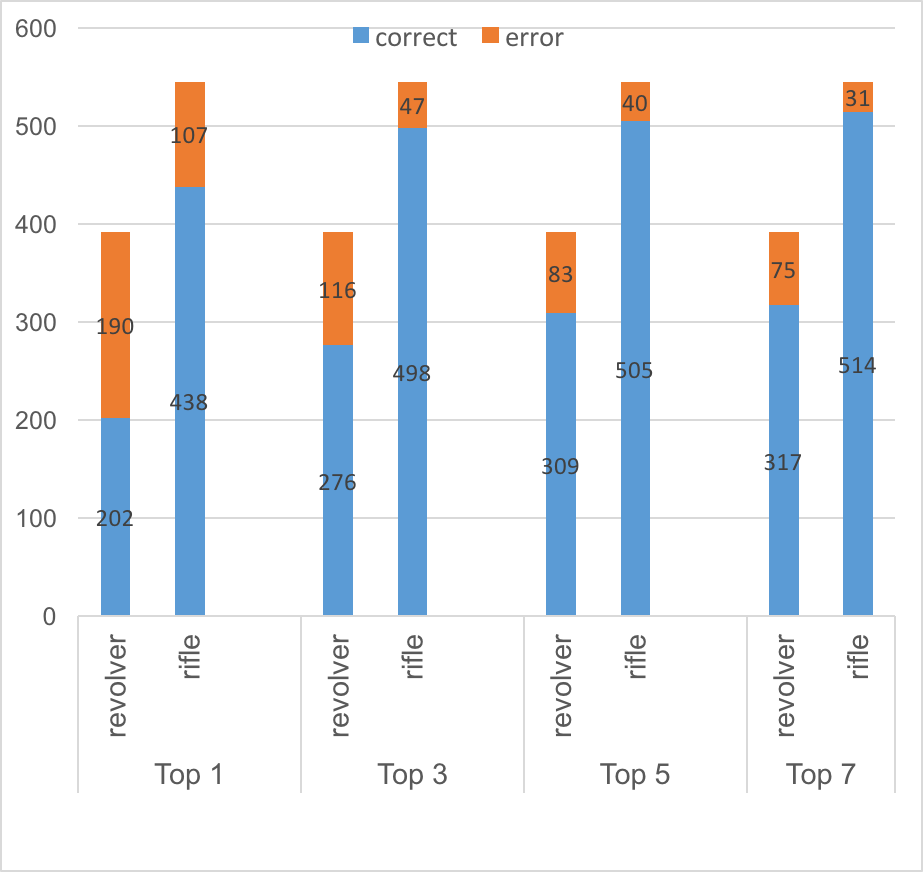 600
correct error
47 40 31
107
500
400
83 75
116
190
300
498 505 514
438
200
276 309 317
202
100
0
revolver rifle revolver rifle revolver rifle revolver rifle
Top 1 Top 3 Top 5 Top 7